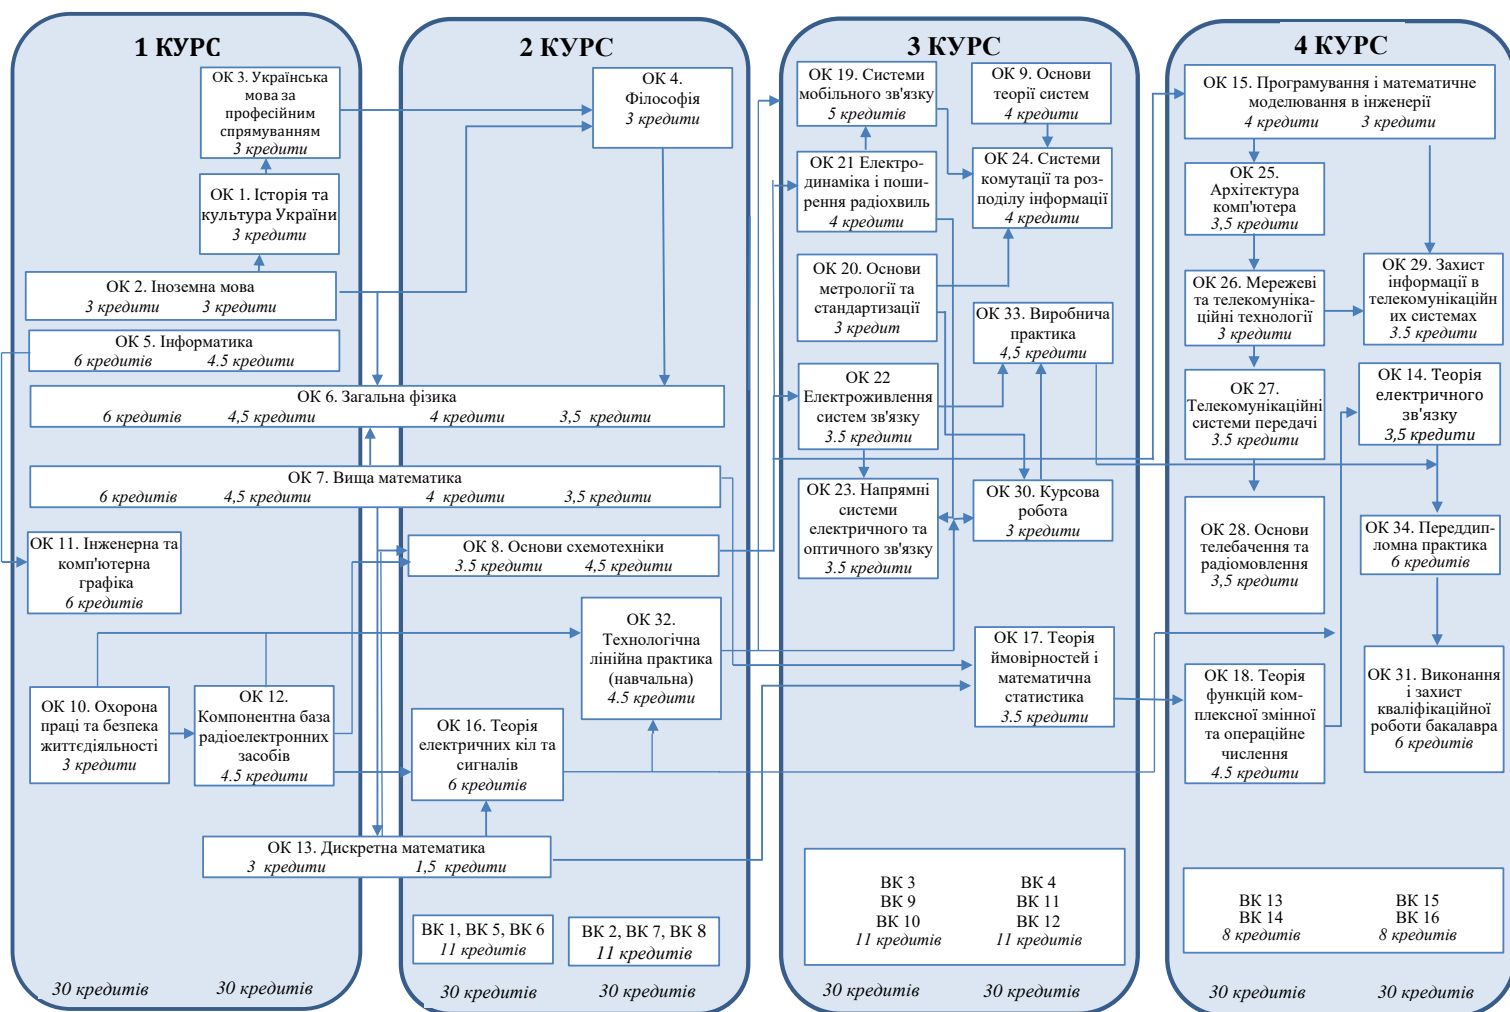 1 КУРС
ОК 3. Українська
мова за
професійним
спрямуванням
3 кредити
ОК 1. Історія та
культура України
3 кредити
ОК 2. Іноземна мова
3 кредити 3 кредити
ОК 5. Інформатика
6 кредитів 4.5 кредити
ОК 6. Загальна фізика
6 кредитів 4,5 кредити 4 кредити 3,5 кредити
ОК 7. Вища математика
6 кредитів 4,5 кредити 4 кредити 3,5 кредити
ОК 11. Інженерна та
комп'ютерна
графіка
6 кредитів
ОК 10. Охорона
праці та безпека
життєдіяльності
3 кредити
ОК 12.
Компонентна база
радіоелектронних
засобів
4.5 кредити
ОК 13. Дискретна математика
3 кредити 1,5 кредити
30 кредитів 30 кредитів
2 КУРС
ОК 4.
Філософія
3 кредити
ОК 8. Основи схемотехніки
3.5 кредити 4,5 кредити
ОК 32.
Технологічна
лінійна практика
(навчальна)
4.5 кредити
ОК 16. Теорія
електричних кіл та
сигналів
6 кредитів
ВК 1, ВК 5, ВК 6
11 кредитів
ВК 2, ВК 7, ВК 8
11 кредитів
30 кредитів 30 кредитів
3 КУРС
ОК 19. Системи
мобільного зв'язку
5 кредитів
ОК 9. Основи
теорії систем
4 кредити
ОК 21 Електро-
динаміка і поши-
рення радіохвиль
4 кредити
ОК 24. Системи
комутації та роз-
поділу інформації
4 кредити
ОК 20. Основи
метрології та
стандартизації
3 кредит
ОК 33. Виробнича
практика
4,5 кредити
ОК 22
Електроживлення
систем зв'язку
3.5 кредити
ОК 23. Напрямні
системи
електричного та
оптичного зв'язку
3.5 кредити
ОК 30. Курсова
робота
3 кредити
ОК 17. Теорія
ймовірностей і
математична
статистика
3.5 кредити
ВК 3 ВК 4
ВК 9 ВК 11
ВК 10 ВК 12
11 кредитів 11 кредитів
30 кредитів 30 кредитів
4 КУРС
ОК 15. Програмування і математичне
моделювання в інженерії
4 кредити 3 кредити
ОК 25.
Архітектура
комп'ютера
3,5 кредити
ОК 26. Мережеві
та телекомуніка-
ційні технології
3 кредити
ОК 29. Захист
інформації в
телекомунікаційн
их системах
3.5 кредити
ОК 27.
Телекомунікаційні
системи передачі
3.5 кредити
ОК 14. Теорія
електричного
зв'язку
3,5 кредити
ОК 28. Основи
телебачення та
радіомовлення
3,5 кредити
ОК 34. Переддип-
ломна практика
6 кредитів
ОК 18. Теорія
функцій ком-
плексної змінної
та операційне
числення
4.5 кредити
ОК 31. Виконання
і захист
кваліфікаційної
роботи бакалавра
6 кредитів
ВК 13 ВК 15
ВК 14 ВК 16
8 кредитів 8 кредитів
30 кредитів 30 кредитів